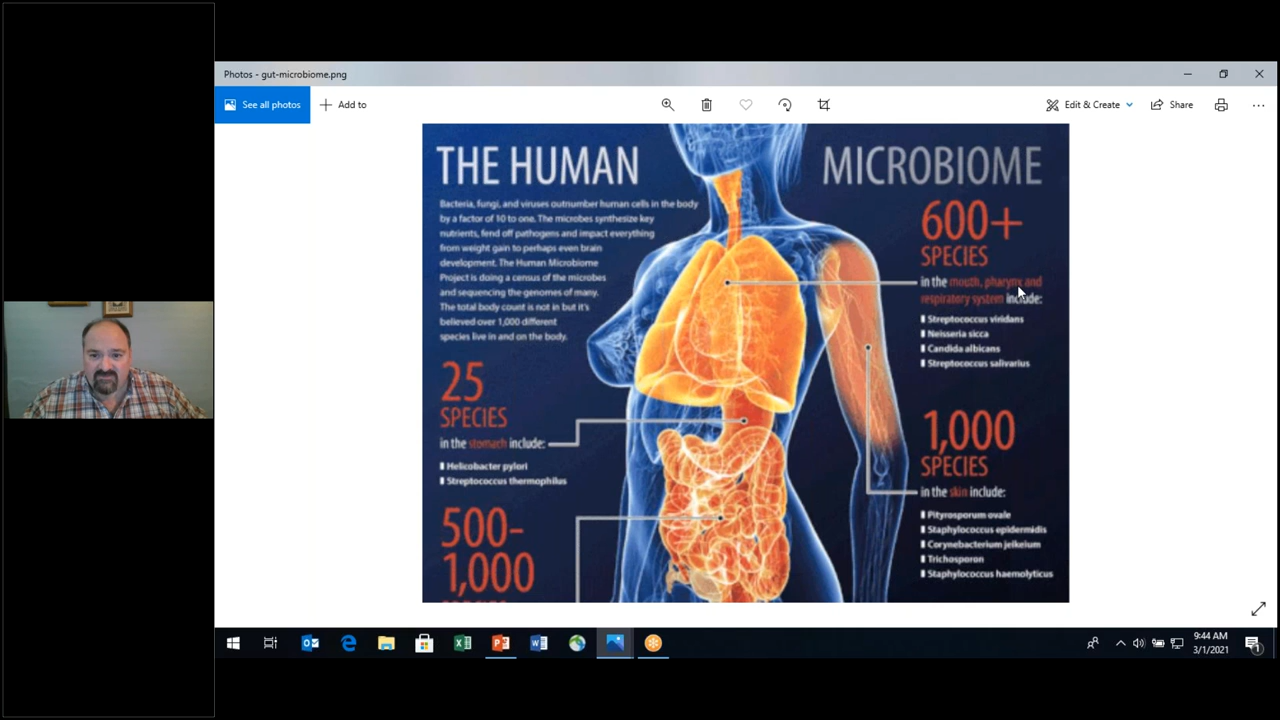 Photos - gut-microbiome.png
See all photos
Add to
Edit & Create
Share
THE HUMAN MICROBIOME
Bacteria, fungi, and viruses outnumber human cells in the body
by a factor of 10 to one. The microbes synthesize key
nutrients, fend off pathogens and impact everything
from weight gain to perhaps even brain
development. The Human Microbiome
Project is doing a census of the microbes
and sequencing the genomes of many.
The total body count is not in but it's
believed over 1,000 different
species live in and on the body.
25
SPECIES
in the stomach include:
Helicobacter pylori
Streptococcus thermophilus
500-
1,000
600+
SPECIES
in the mouth, pharynx and
respiratory system include:
Streptococcus viridans
Neisseria sicca
Candida albicans
Streptococcus salivarius
1,000
SPECIES
in the skin include:
Pityrosporum ovale
Staphylococcus epidermidis
Corynebacterium jeikeium
Trichosporon
Staphylococcus haemolyticus
9:44 AM
3/1/2021
1